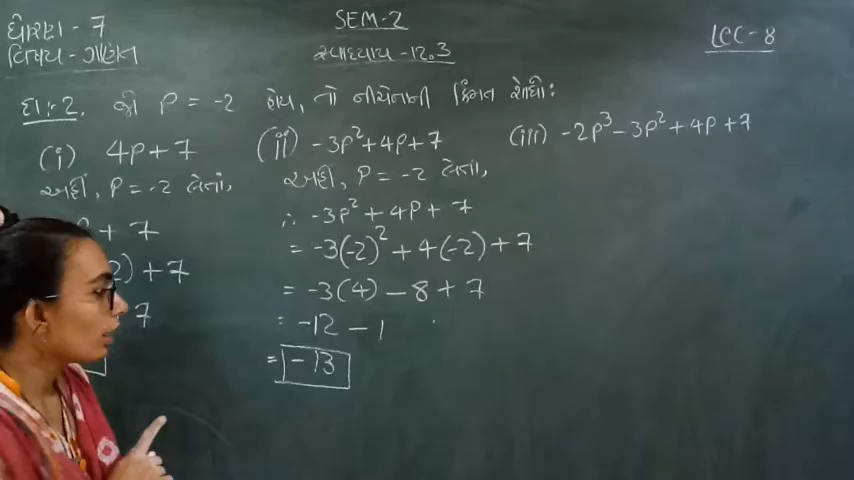 ધોરણ - 7
વિષય - ગણિત
SEM-2
સ્વાધ્યાય - 12.3
LCC - 8
દા:2. જો P = -2 હોય, તો નીચેનાની કિંમત શોધો:
(i) 4P + 7
અહીં, P = -2 લેતાં,
P + 7
2) + 7
7
(ii) -3P² + 4P + 7
અહીં, P = -2 લેતાં,
∴ -3P² + 4P + 7
= -3(-2)² + 4(-2) + 7
= -3(4) - 8 + 7
= -12 - 1
= -13
(iii) -2P³ - 3P² + 4P + 7